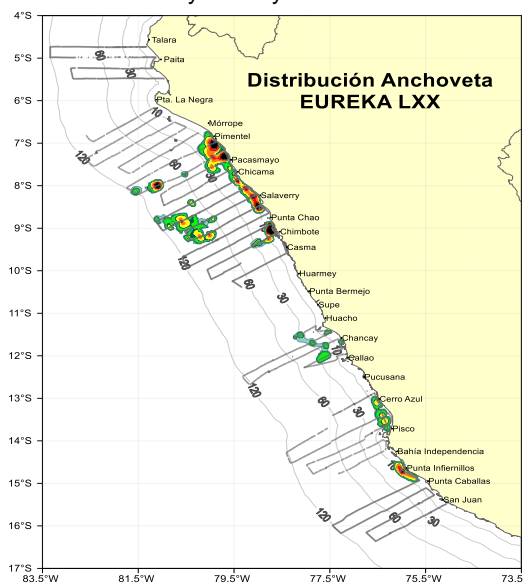 4°S
Talara
60
Paita
5°S
30
Distribución Anchoveta
EUREKA LXX
6°S
Pta. La Negra
10
Mórrope
7°S
Pimentel
120
60
Pacasmayo
Chicama
8°S
Salaverry
Punta Chao
9°S
Chimbote
Casma
120
10°S
Huarmey
60
30
Punta Bermejo
Supe
11°S
Huacho
Chancay
10
12°S
Pallao
120
Pucusana
13°S
Cerro Azul
60
30
Pisco
14°S
Bahía Independencia
Punta Infiernillos
15°S
Punta Caballas
San Juan
120
60
30
16°S
17°S
83.5°W
81.5°W
79.5°W
77.5°W
75.5°W
73.5